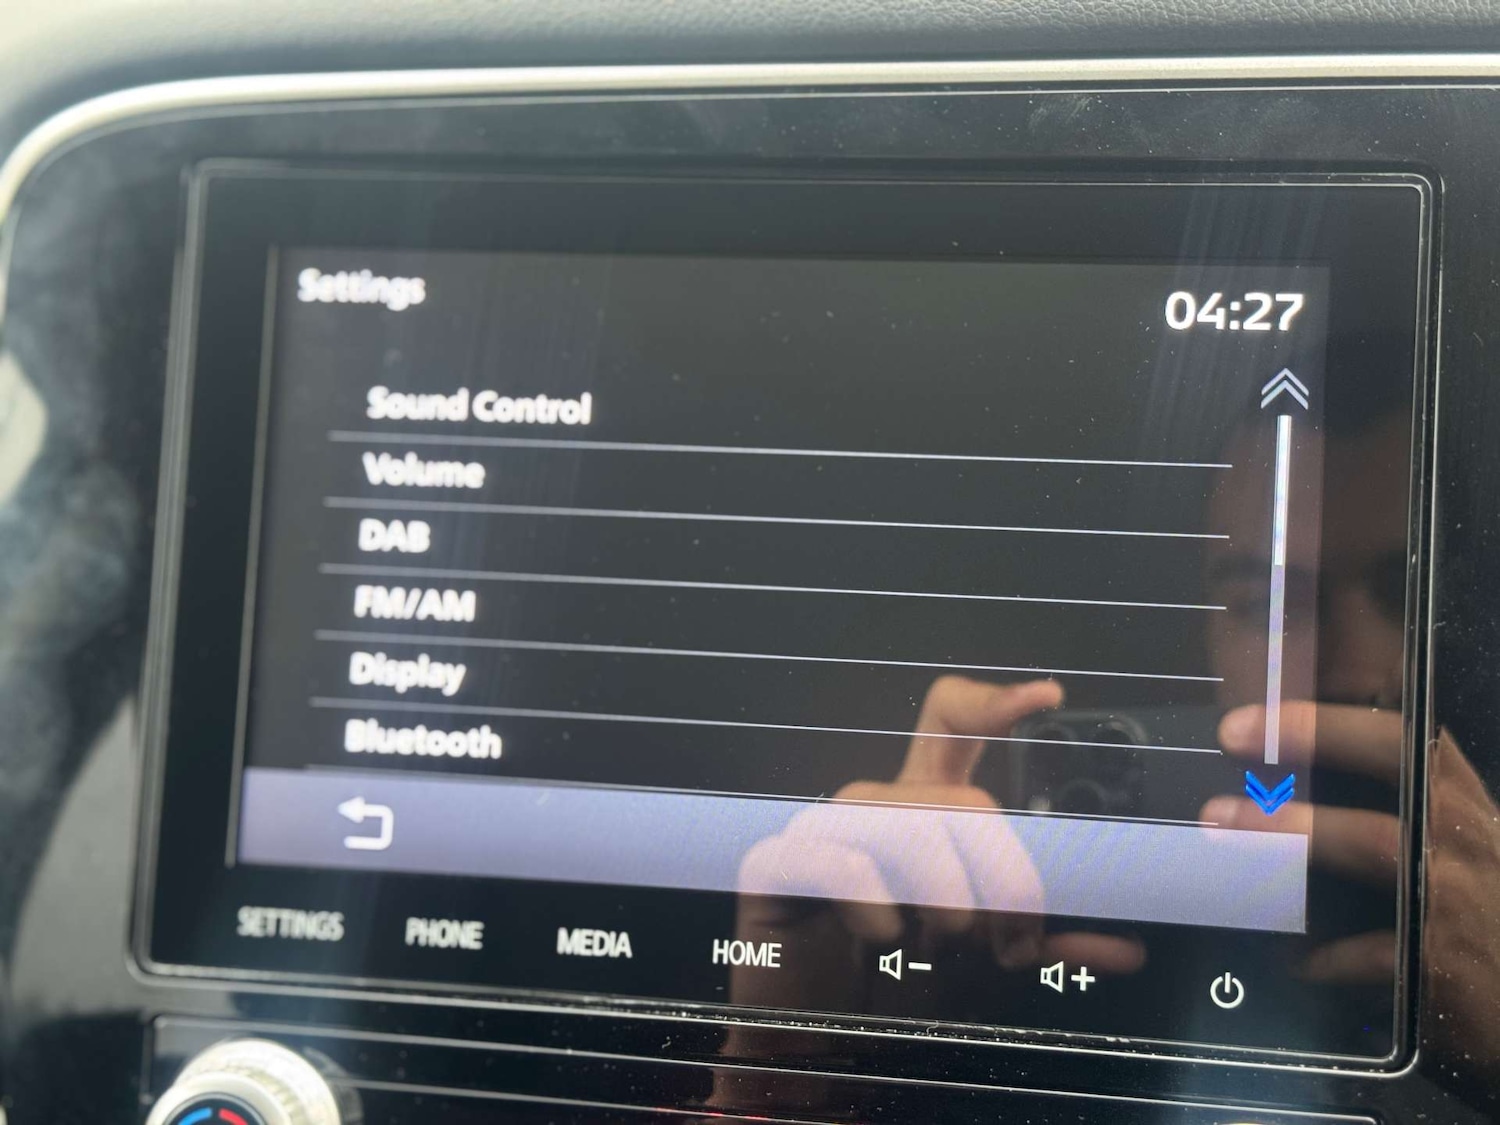 Settings
04:27
Sound Control
Volume
DAB
FM/AM
Display
Bluetooth
SETTINGS PHONE MEDIA HOME